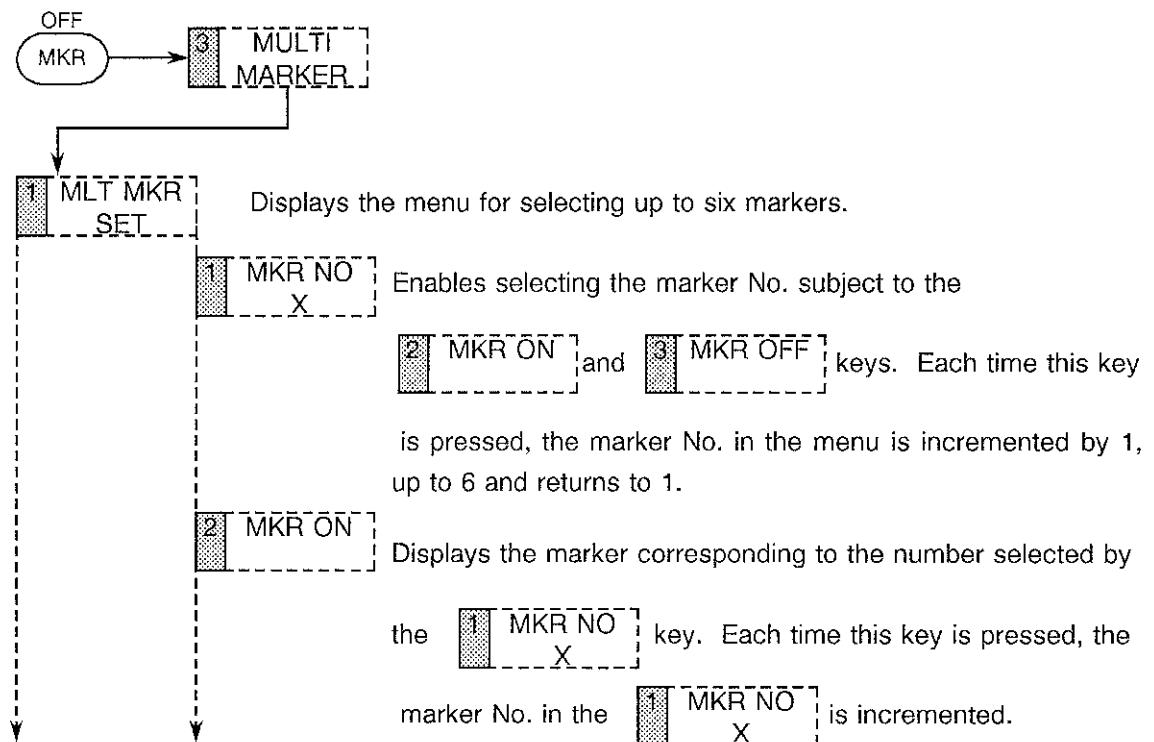 OFF
MKR
3 MULTI
MARKER
1 MLT MKR
SET
Displays the menu for selecting up to six markers.
1 MKR NO
X
Enables selecting the marker No. subject to the
2 MKR ON and 3 MKR OFF keys. Each time this key
is pressed, the marker No. in the menu is incremented by 1,
up to 6 and returns to 1.
2 MKR ON
Displays the marker corresponding to the number selected by
the 1 MKR NO X key. Each time this key is pressed, the
marker No. in the 1 MKR NO X is incremented.